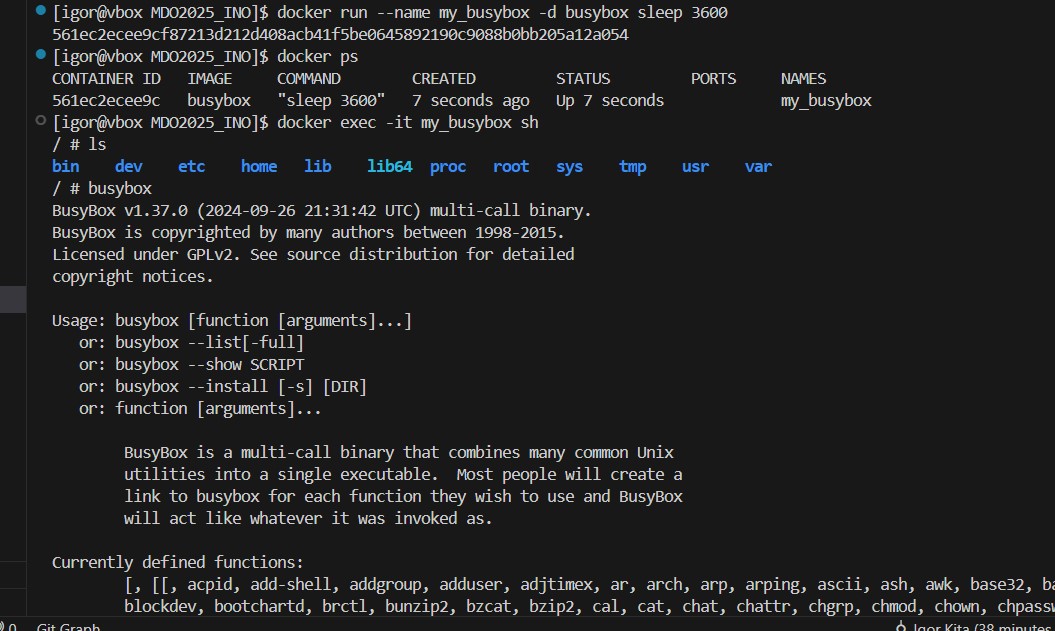 [igor@vbox MDO2025_INO]$ docker run --name my_busybox -d busybox sleep 3600
561ec2ecee9cf87213d212d408acb41f5be0645892190c9088b0bb205a12a054
[igor@vbox MDO2025_INO]$ docker ps
CONTAINER ID   IMAGE     COMMAND        CREATED         STATUS         PORTS     NAMES
561ec2ecee9c   busybox   "sleep 3600"   7 seconds ago   Up 7 seconds             my_busybox
[igor@vbox MDO2025_INO]$ docker exec -it my_busybox sh
/ # ls
bin    dev    etc    home   lib    lib64  proc   root   sys    tmp    usr    var
/ # busybox
BusyBox v1.37.0 (2024-09-26 21:31:42 UTC) multi-call binary.
BusyBox is copyrighted by many authors between 1998-2015.
Licensed under GPLv2. See source distribution for detailed
copyright notices.
Usage: busybox [function [arguments]...]
   or: busybox --list[-full]
   or: busybox --show SCRIPT
   or: busybox --install [-s] [DIR]
   or: function [arguments]...
        BusyBox is a multi-call binary that combines many common Unix
        utilities into a single executable.  Most people will create a
        link to busybox for each function they wish to use and BusyBox
        will act like whatever it was invoked as.
Currently defined functions:
        [, [[, acpid, add-shell, addgroup, adduser, adjtimex, ar, arch, arp, arping, ascii, ash, awk, base32,
        blockdev, bootchartd, brctl, bunzip2, bzcat, bzip2, cal, cat, chat, chattr, chgrp, chmod, chown,
0 Git Graph Igor Kita (38 minutes